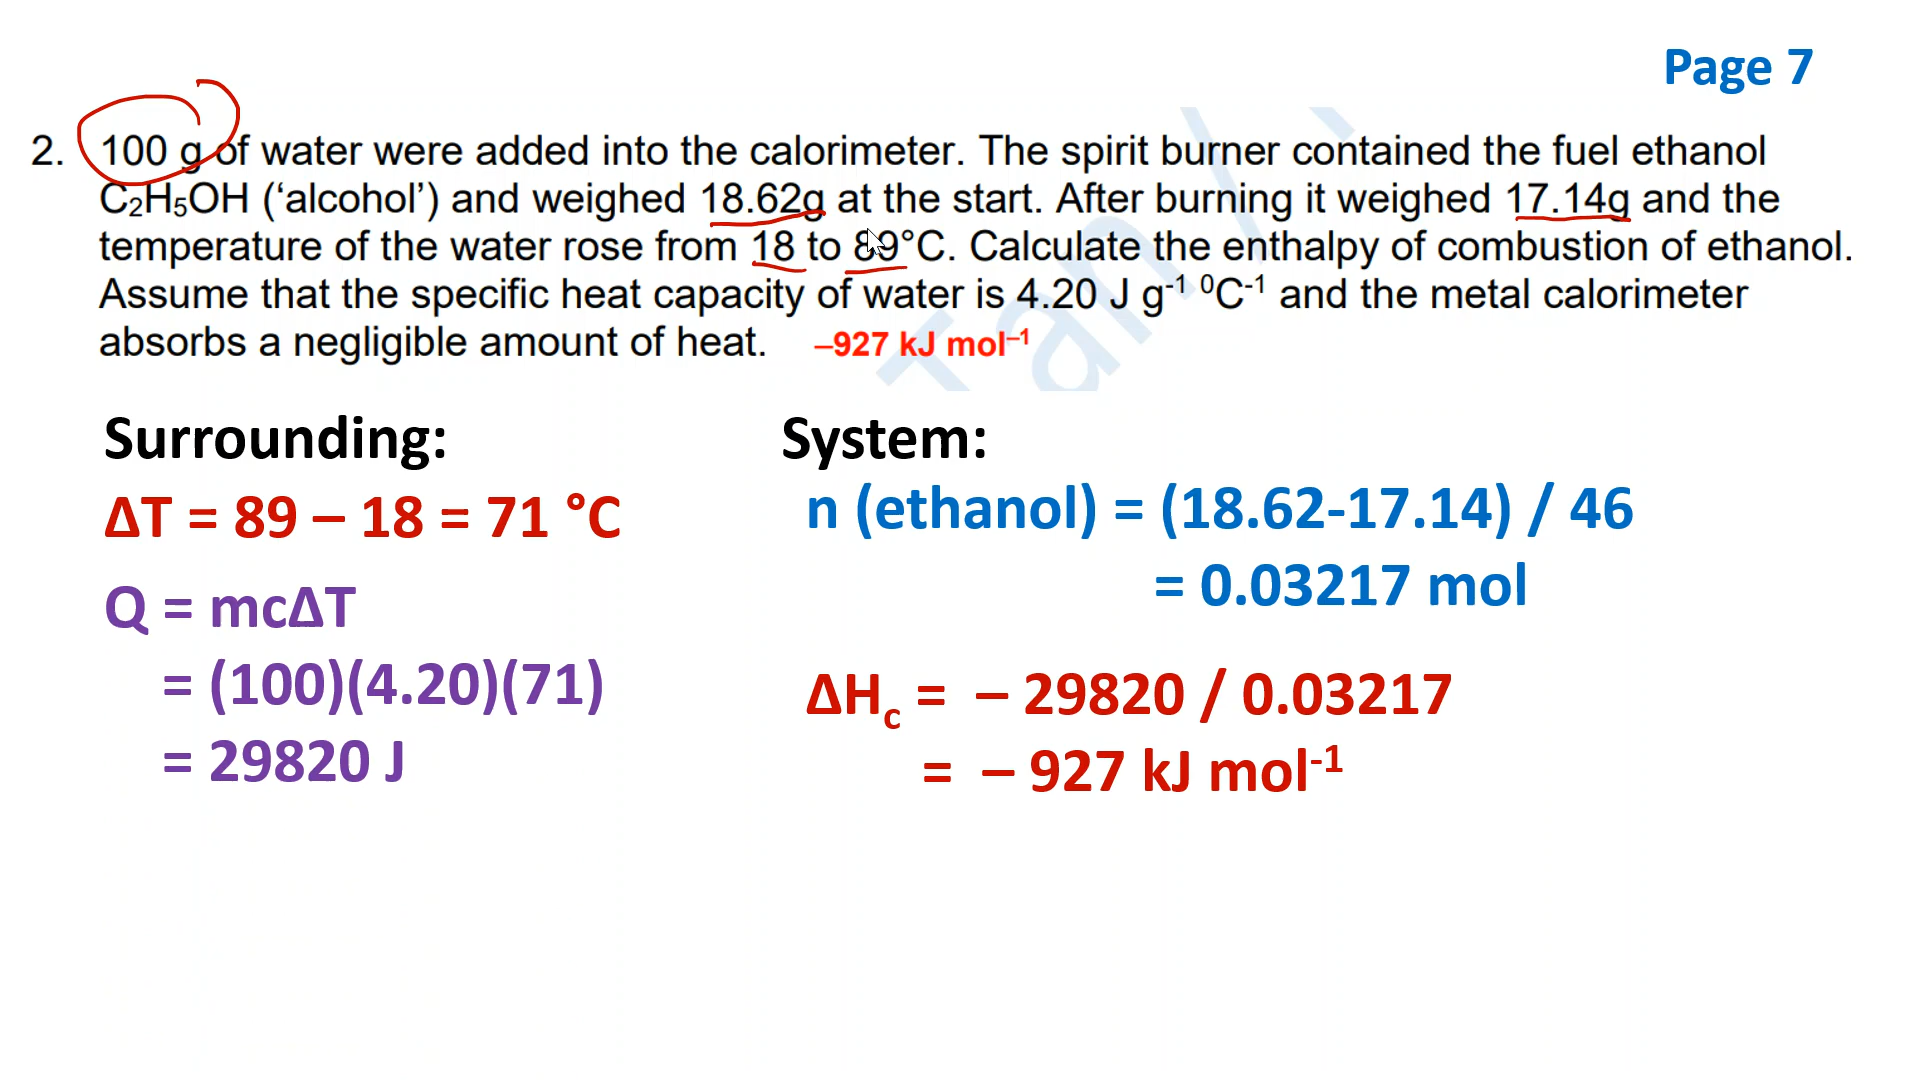 Page 7
2. 100 g of water were added into the calorimeter. The spirit burner contained the fuel ethanol
C₂H₅OH (‘alcohol’) and weighed 18.62g at the start. After burning it weighed 17.14g and the
temperature of the water rose from 18 to 89°C. Calculate the enthalpy of combustion of ethanol.
Assume that the specific heat capacity of water is 4.20 J g⁻¹ ⁰C⁻¹ and the metal calorimeter
absorbs a negligible amount of heat. –927 kJ mol⁻¹
Surrounding:
ΔT = 89 – 18 = 71 °C
Q = mcΔT
= (100)(4.20)(71)
= 29820 J
System:
n (ethanol) = (18.62-17.14) / 46
= 0.03217 mol
ΔHc = – 29820 / 0.03217
= – 927 kJ mol⁻¹
Tan /